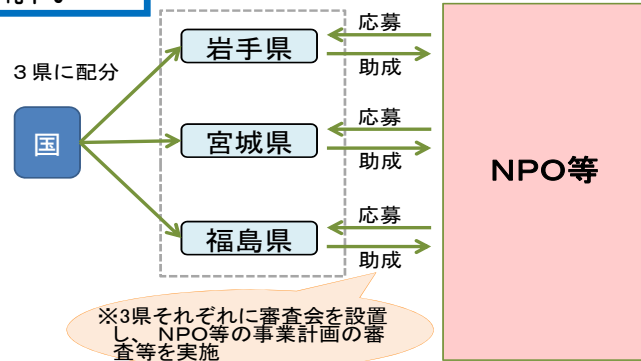 応募
岩手県
助成
３県に配分
応募
国
宮城県
助成
NPO等
応募
福島県
助成
※3県それぞれに審査会を設置
し、 NPO等の事業計画の審
査等を実施